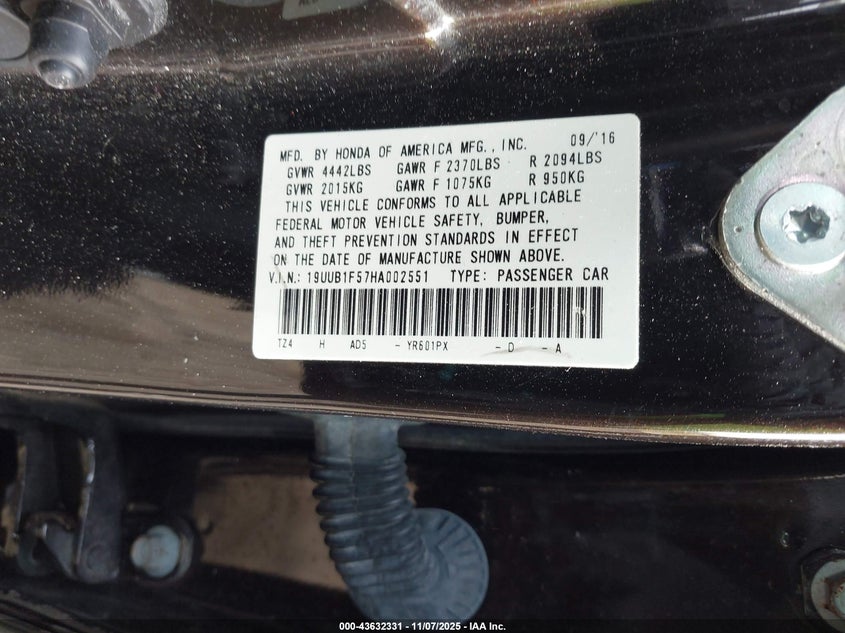 MFD. BY HONDA OF AMERICA MFG., INC. 09/'16
GVWR 4442LBS GAWR F 2370LBS R 2094LBS
GVWR 2015KG GAWR F 1075KG R 950KG
THIS VEHICLE CONFORMS TO ALL APPLICABLE
FEDERAL MOTOR VEHICLE SAFETY, BUMPER,
AND THEFT PREVENTION STANDARDS IN EFFECT
ON THE DATE OF MANUFACTURE SHOWN ABOVE.
V.I.N.: 19UUB1F57HA002551 TYPE: PASSENGER CAR
TZ4 H AD5 - YR601PX - D - A
000-43632331 - 11/07/2025 - IAA Inc.